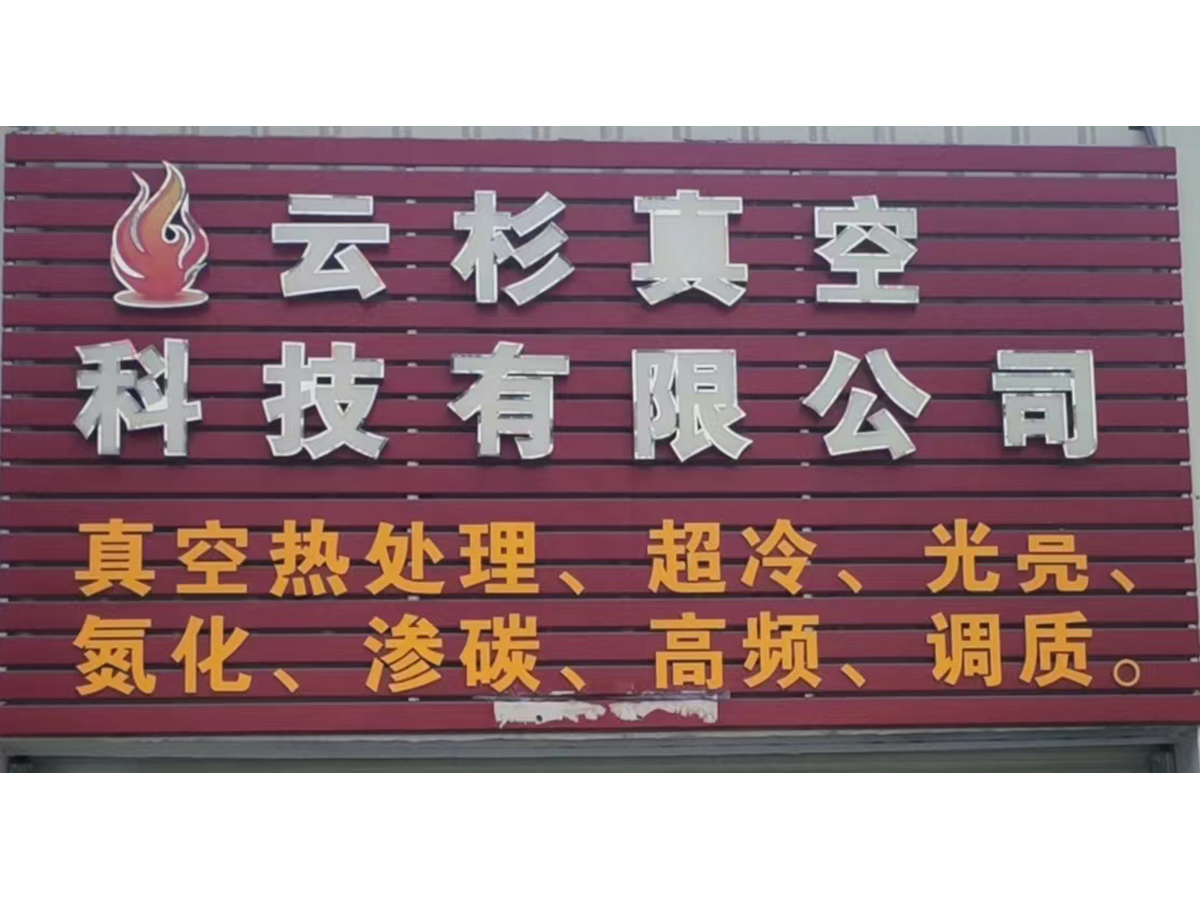 云杉真空
科技有限公司
真空热处理、超冷、光亮、
氮化、渗碳、高频、调质。